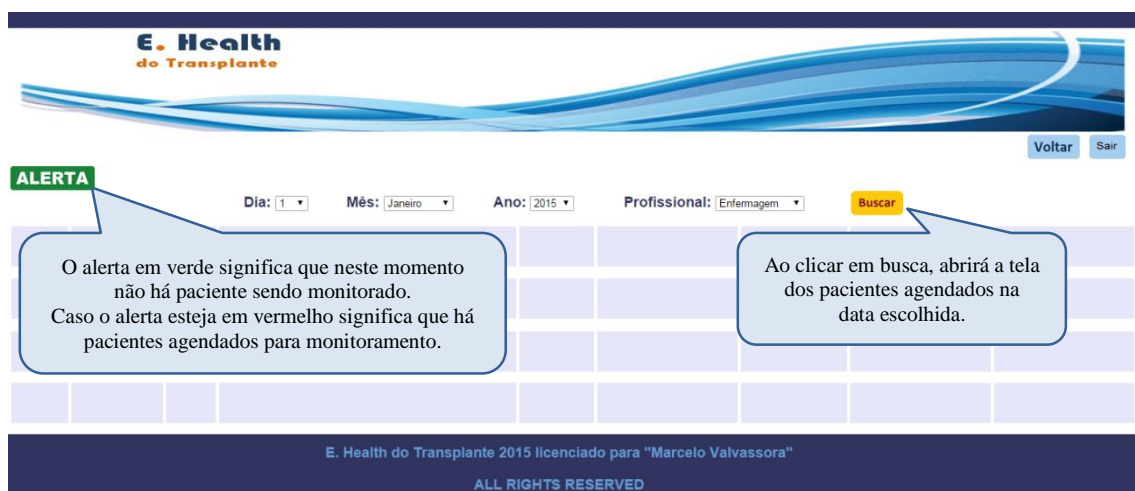 E. Health
do Transplante
Voltar Sair
ALERTA
Dia: 1 Mês: Janeiro Ano: 2015 Profissional: Enfermagem Buscar
O alerta em verde significa que neste momento
não há paciente sendo monitorado.
Caso o alerta esteja em vermelho significa que há
pacientes agendados para monitoramento.
Ao clicar em busca, abrirá a tela
dos pacientes agendados na
data escolhida.
E. Health do Transplante 2015 licenciado para "Marcelo Valvassora"
ALL RIGHTS RESERVED